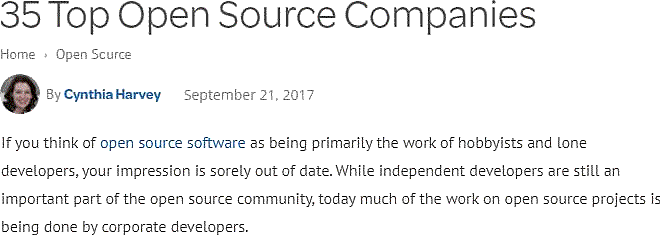 35 Top Open Source Companies
Home › Open Source
By Cynthia Harvey September 21, 2017
If you think of open source software as being primarily the work of hobbyists and lone
developers, your impression is sorely out of date. While independent developers are still an
important part of the open source community, today much of the work on open source projects is
being done by corporate developers.